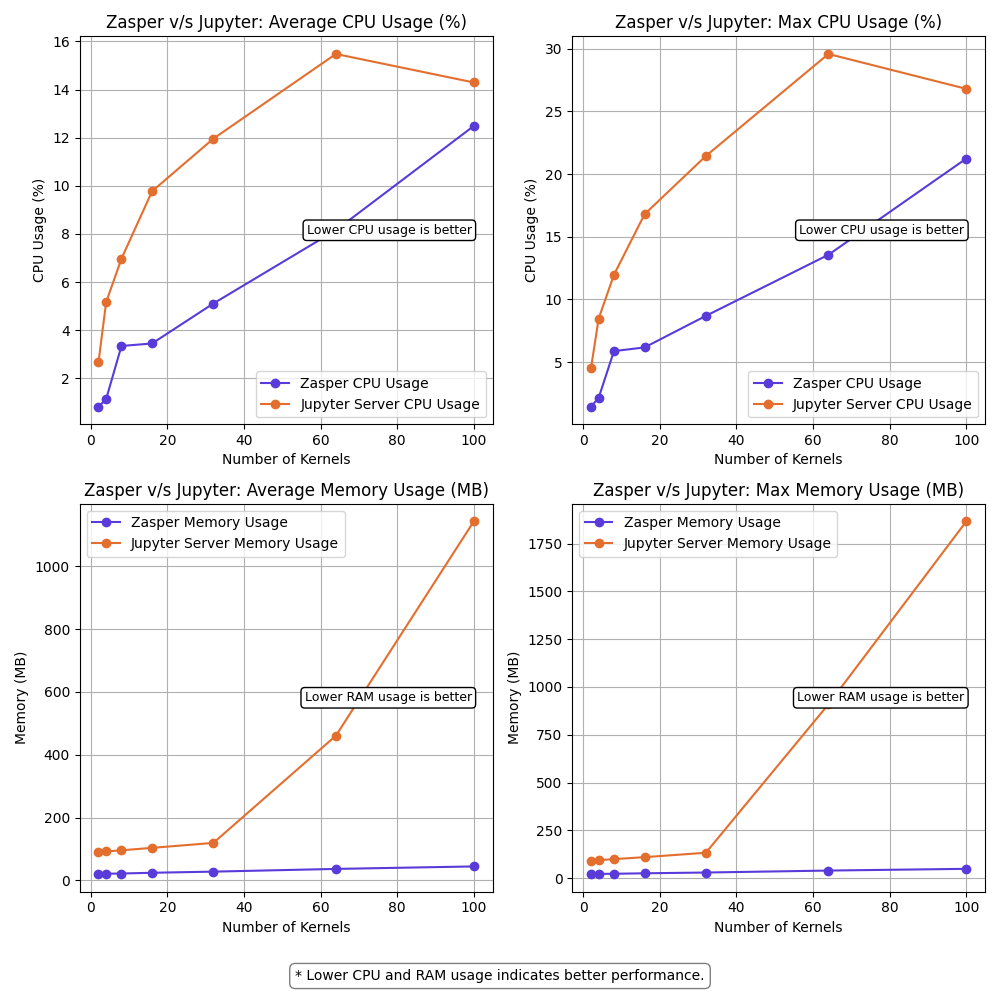 Zasper v/s Jupyter: Average CPU Usage (%)
CPU Usage (%)
16
14
12
10
8
6
4
2
Lower CPU usage is better
Zasper CPU Usage
Jupyter Server CPU Usage
0 20 40 60 80 100
Number of Kernels
Zasper v/s Jupyter: Max CPU Usage (%)
CPU Usage (%)
30
25
20
15
10
5
Lower CPU usage is better
Zasper CPU Usage
Jupyter Server CPU Usage
0 20 40 60 80 100
Number of Kernels
Zasper v/s Jupyter: Average Memory Usage (MB)
Zasper Memory Usage
Jupyter Server Memory Usage
Memory (MB)
1000
800
600
400
200
0
Lower RAM usage is better
0 20 40 60 80 100
Number of Kernels
Zasper v/s Jupyter: Max Memory Usage (MB)
Zasper Memory Usage
Jupyter Server Memory Usage
Memory (MB)
1750
1500
1250
1000
750
500
250
0
Lower RAM usage is better
0 20 40 60 80 100
Number of Kernels
* Lower CPU and RAM usage indicates better performance.